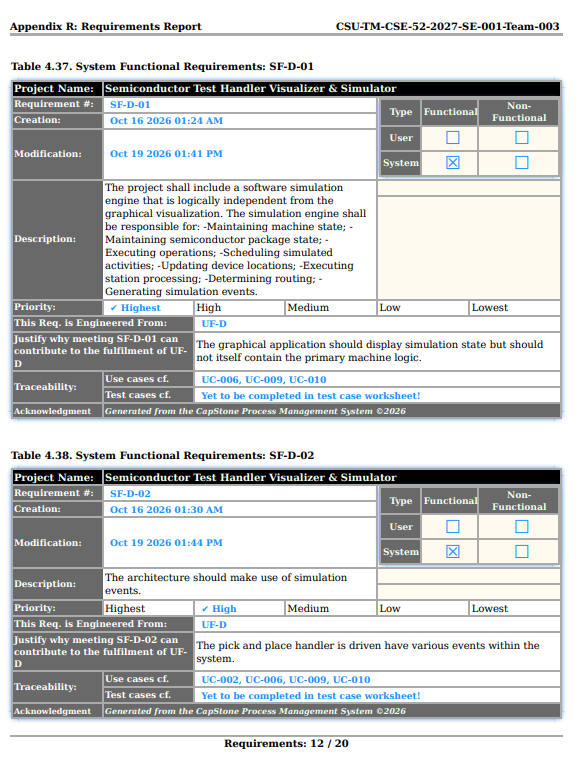 Appendix R: Requirements Report CSU-TM-CSE-52-2027-SE-001-Team-003
Table 4.37. System Functional Requirements: SF-D-01
Project Name: Semiconductor Test Handler Visualizer & Simulator
Requirement #: SF-D-01
Creation: Oct 16 2026 01:24 AM
Modification: Oct 19 2026 01:41 PM
Type Functional Non-
Functional
User ☐ ☐
System ☒ ☐
Description:
The project shall include a software simulation
engine that is logically independent from the
graphical visualization. The simulation engine shall
be responsible for: -Maintaining machine state; -
Maintaining semiconductor package state; -
Executing operations; -Scheduling simulated
activities; -Updating device locations; -Executing
station processing; -Determining routing; -
Generating simulation events.
Priority: ✔ Highest High Medium Low Lowest
This Req. is Engineered From: UF-D
Justify why meeting SF-D-01 can
contribute to the fulfilment of UF-
D
The graphical application should display simulation state but should
not itself contain the primary machine logic.
Traceability:
Use cases cf. UC-006, UC-009, UC-010
Test cases cf. Yet to be completed in test case worksheet!
Acknowledgment Generated from the CapStone Process Management System ©2026
Table 4.38. System Functional Requirements: SF-D-02
Project Name: Semiconductor Test Handler Visualizer & Simulator
Requirement #: SF-D-02
Creation: Oct 16 2026 01:30 AM
Modification: Oct 19 2026 01:44 PM
Type Functional Non-
Functional
User ☐ ☐
System ☒ ☐
Description:
The architecture should make use of simulation
events.
Priority: Highest ✔ High Medium Low Lowest
This Req. is Engineered From: UF-D
Justify why meeting SF-D-02 can
contribute to the fulfilment of UF-
D
The pick and place handler is driven have various events within the
system.
Traceability:
Use cases cf. UC-002, UC-006, UC-009, UC-010
Test cases cf. Yet to be completed in test case worksheet!
Acknowledgment Generated from the CapStone Process Management System ©2026
Requirements: 12 / 20